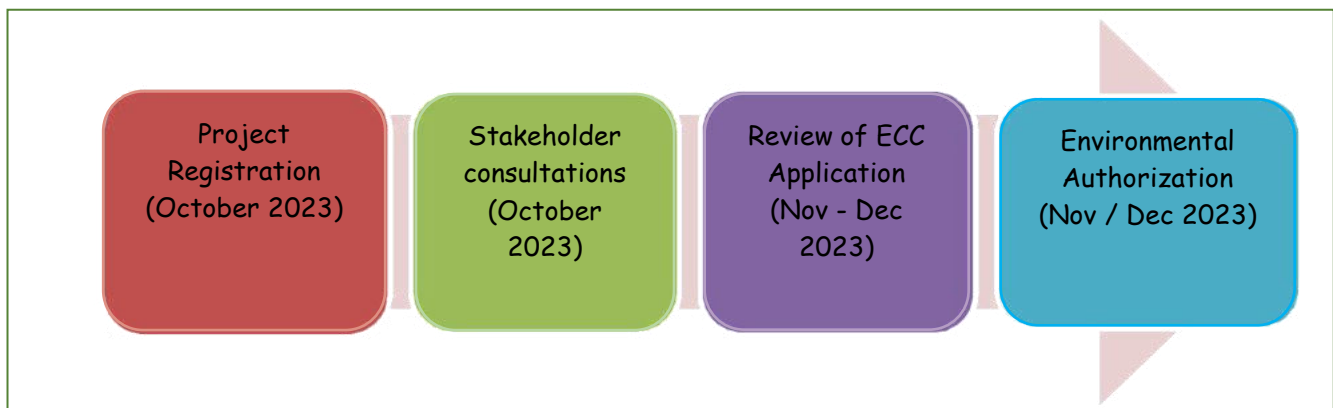 Project
Registration
(October 2023)
Stakeholder
consultations
(October
2023)
Review of ECC
Application
(Nov - Dec
2023)
Environmental
Authorization
(Nov / Dec 2023)